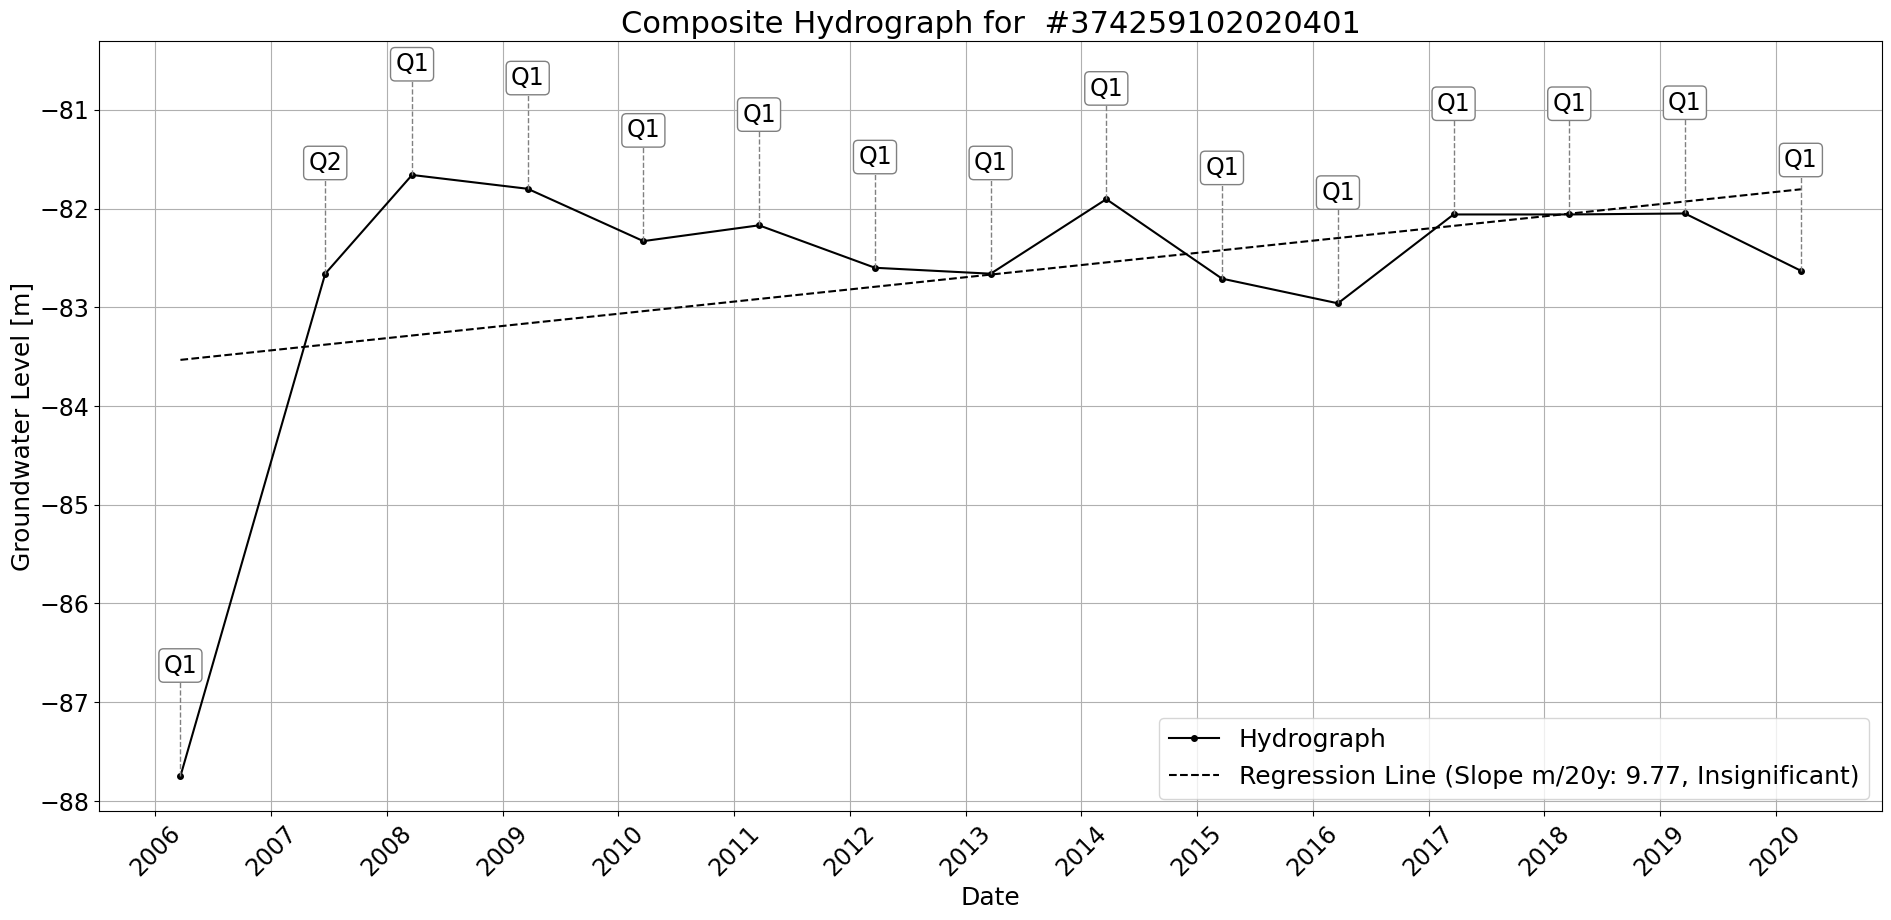 Composite Hydrograph for #374259102020401
Groundwater Level [m]
−81
−82
−83
−84
−85
−86
−87
−88
Q1
Q2
Q1
Q1
Q1
Q1
Q1
Q1
Q1
Q1
Q1
Q1
Q1
Q1
Q1
Hydrograph
Regression Line (Slope m/20y: 9.77, Insignificant)
2006
2007
2008
2009
2010
2011
2012
2013
2014
2015
2016
2017
2018
2019
2020
Date